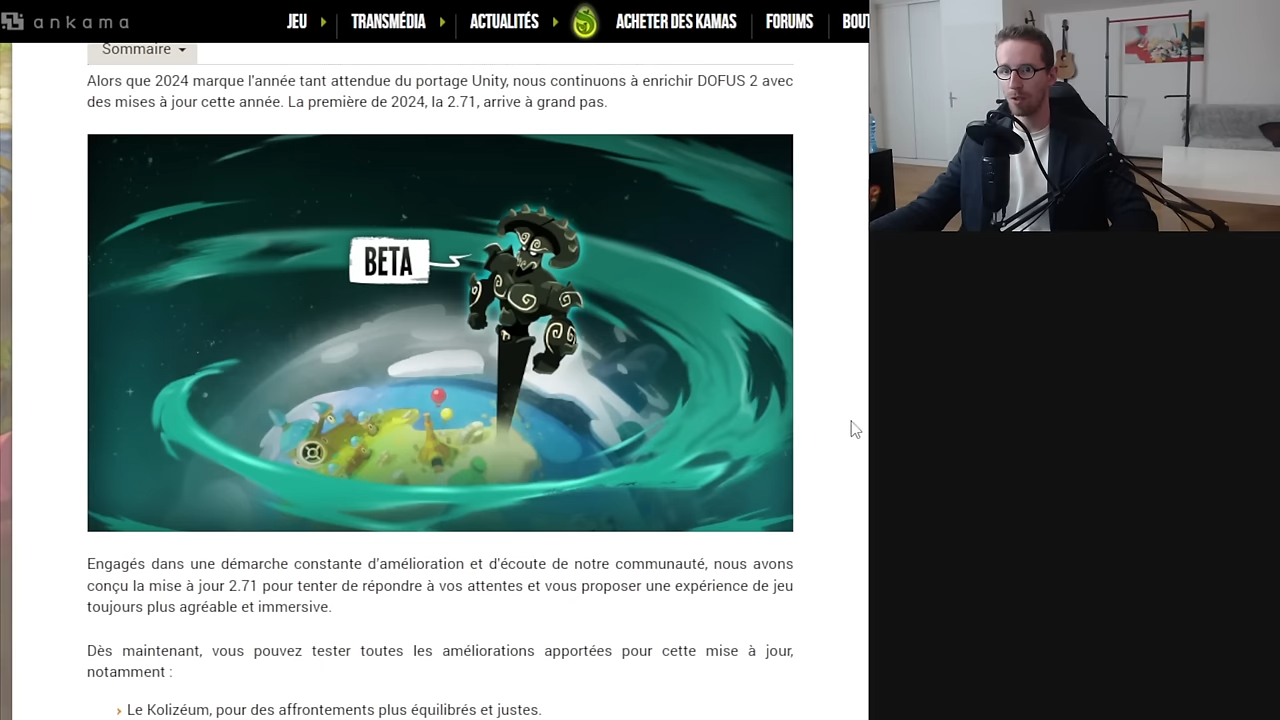 ankama
JEU TRANSMÉDIA ACTUALITÉS ACHETER DES KAMAS FORUMS BOUT
Sommaire
Alors que 2024 marque l'année tant attendue du portage Unity, nous continuons à enrichir DOFUS 2 avec
des mises à jour cette année. La première de 2024, la 2.71, arrive à grand pas.
BETA
Engagés dans une démarche constante d'amélioration et d'écoute de notre communauté, nous avons
conçu la mise à jour 2.71 pour tenter de répondre à vos attentes et vous proposer une expérience de jeu
toujours plus agréable et immersive.
Dès maintenant, vous pouvez tester toutes les améliorations apportées pour cette mise à jour,
notamment :
Le Kolizéum, pour des affrontements plus équilibrés et justes.